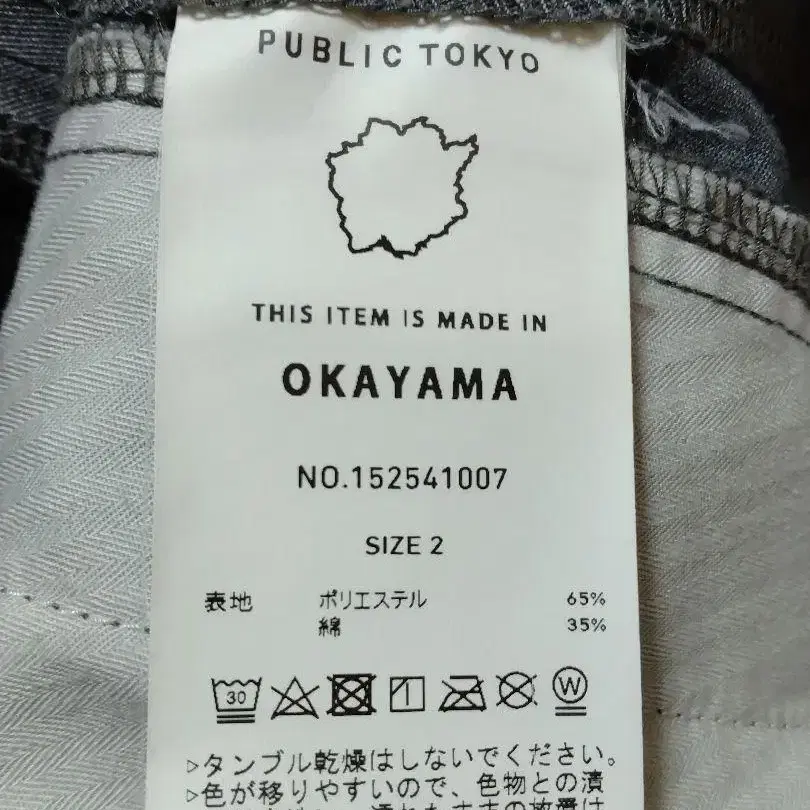 PUBLIC TOKYO
THIS ITEM IS MADE IN
OKAYAMA
NO.152541007
SIZE 2
表地 ポリエステル 65%
綿 35%
30 W
▷タンブル乾燥はしないでください。
▷色が移りやすいので、色物との漬